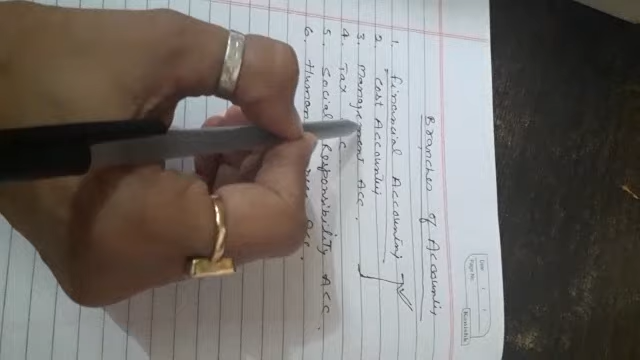 Branches of Accounting
1. Financial Accounting
2. Cost Accounting
3. Management Acc.
4. Tax
5. Social Responsibility Acc.
6. Human Acc.